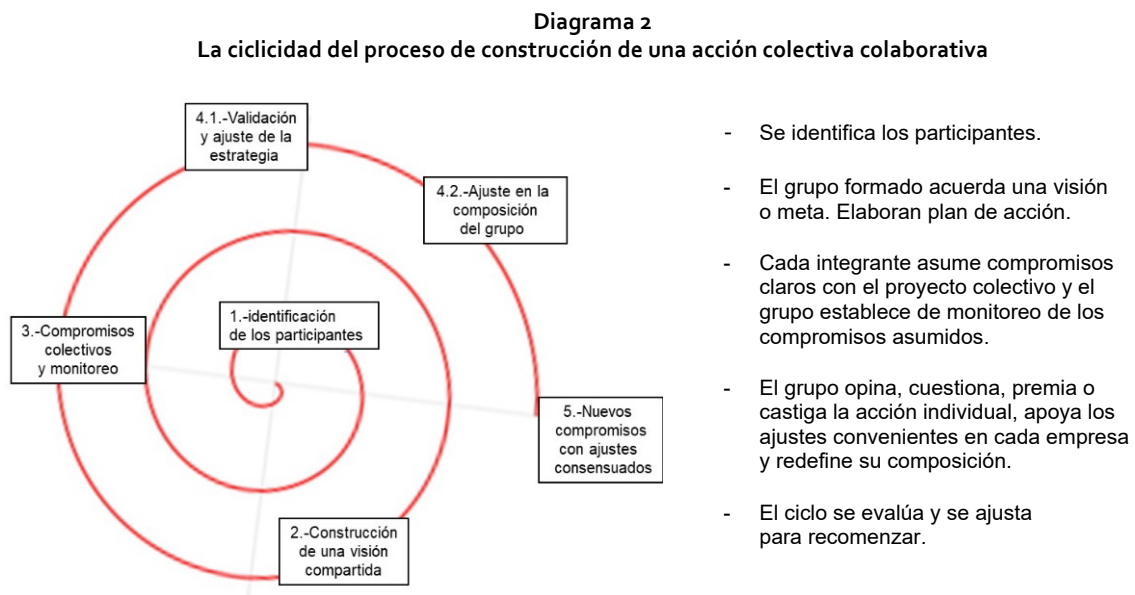 Diagrama 2
La ciclicidad del proceso de construcción de una acción colectiva colaborativa
4.1.-Validación
y ajuste de la
estrategia
4.2.-Ajuste en la
composición
del grupo
1.-identificación
de los participantes
3.-Compromisos
colectivos
y monitoreo
5.-Nuevos
compromisos
con ajustes
consensuados
2.-Construcción
de una visión
compartida
- Se identifica los participantes.
- El grupo formado acuerda una visión
o meta. Elaboran plan de acción.
- Cada integrante asume compromisos
claros con el proyecto colectivo y el
grupo establece de monitoreo de los
compromisos asumidos.
- El grupo opina, cuestiona, premia o
castiga la acción individual, apoya los
ajustes convenientes en cada empresa
y redefine su composición.
- El ciclo se evalúa y se ajusta
para recomenzar.